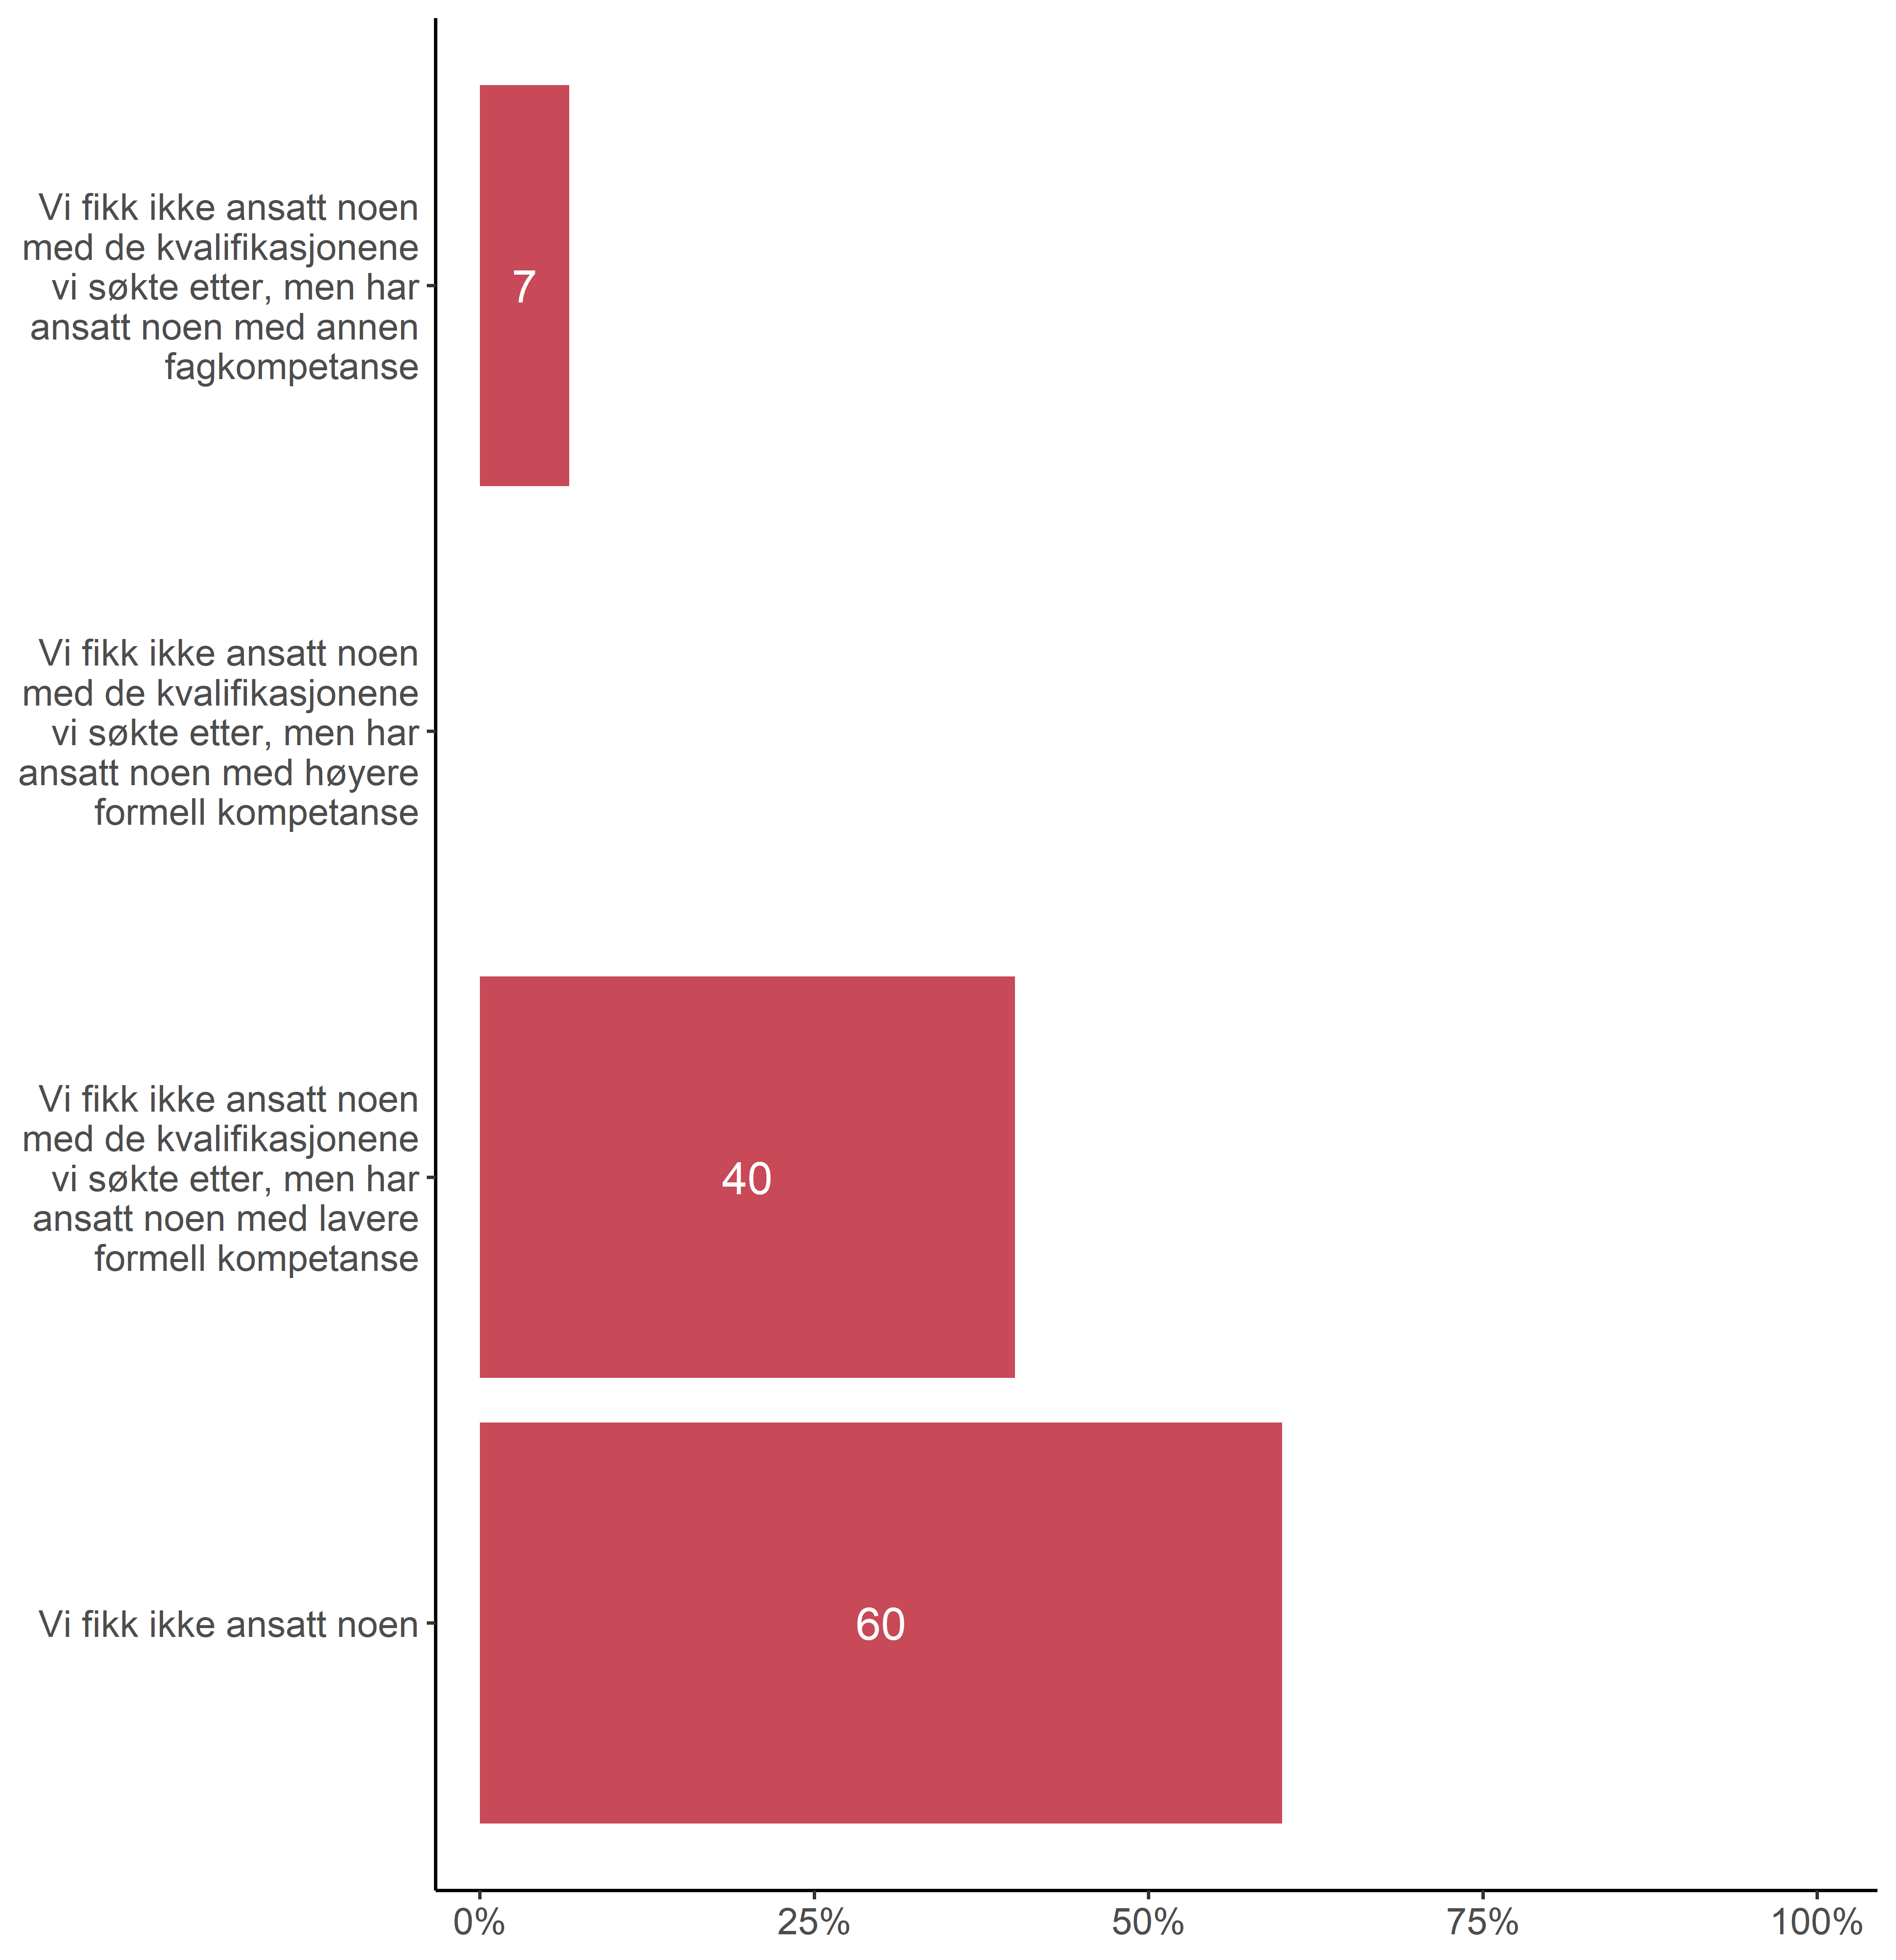 Vi fikk ikke ansatt noen
med de kvalifikasjonene
vi søkte etter, men har
ansatt noen med annen
fagkompetanse
7
Vi fikk ikke ansatt noen
med de kvalifikasjonene
vi søkte etter, men har
ansatt noen med høyere
formell kompetanse
Vi fikk ikke ansatt noen
med de kvalifikasjonene
vi søkte etter, men har
ansatt noen med lavere
formell kompetanse
40
Vi fikk ikke ansatt noen
60
0% 25% 50% 75% 100%